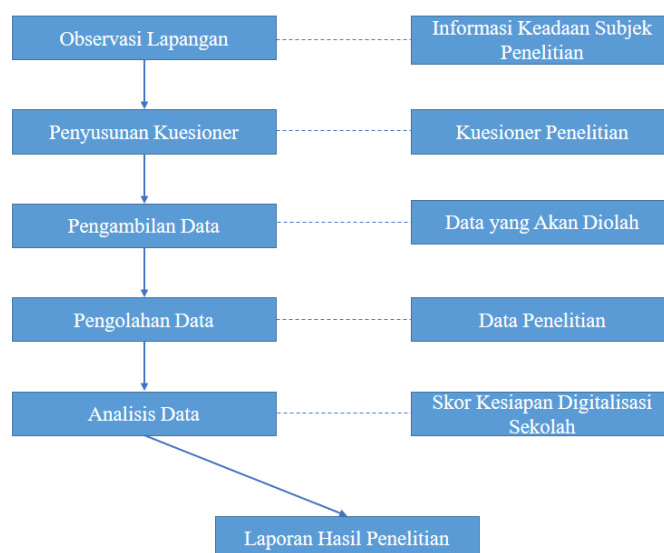 Observasi Lapangan
Informasi Keadaan Subjek
Penelitian
Penyusunan Kuesioner
Kuesioner Penelitian
Pengambilan Data
Data yang Akan Diolah
Pengolahan Data
Data Penelitian
Analisis Data
Skor Kesiapan Digitalisasi
Sekolah
Laporan Hasil Penelitian